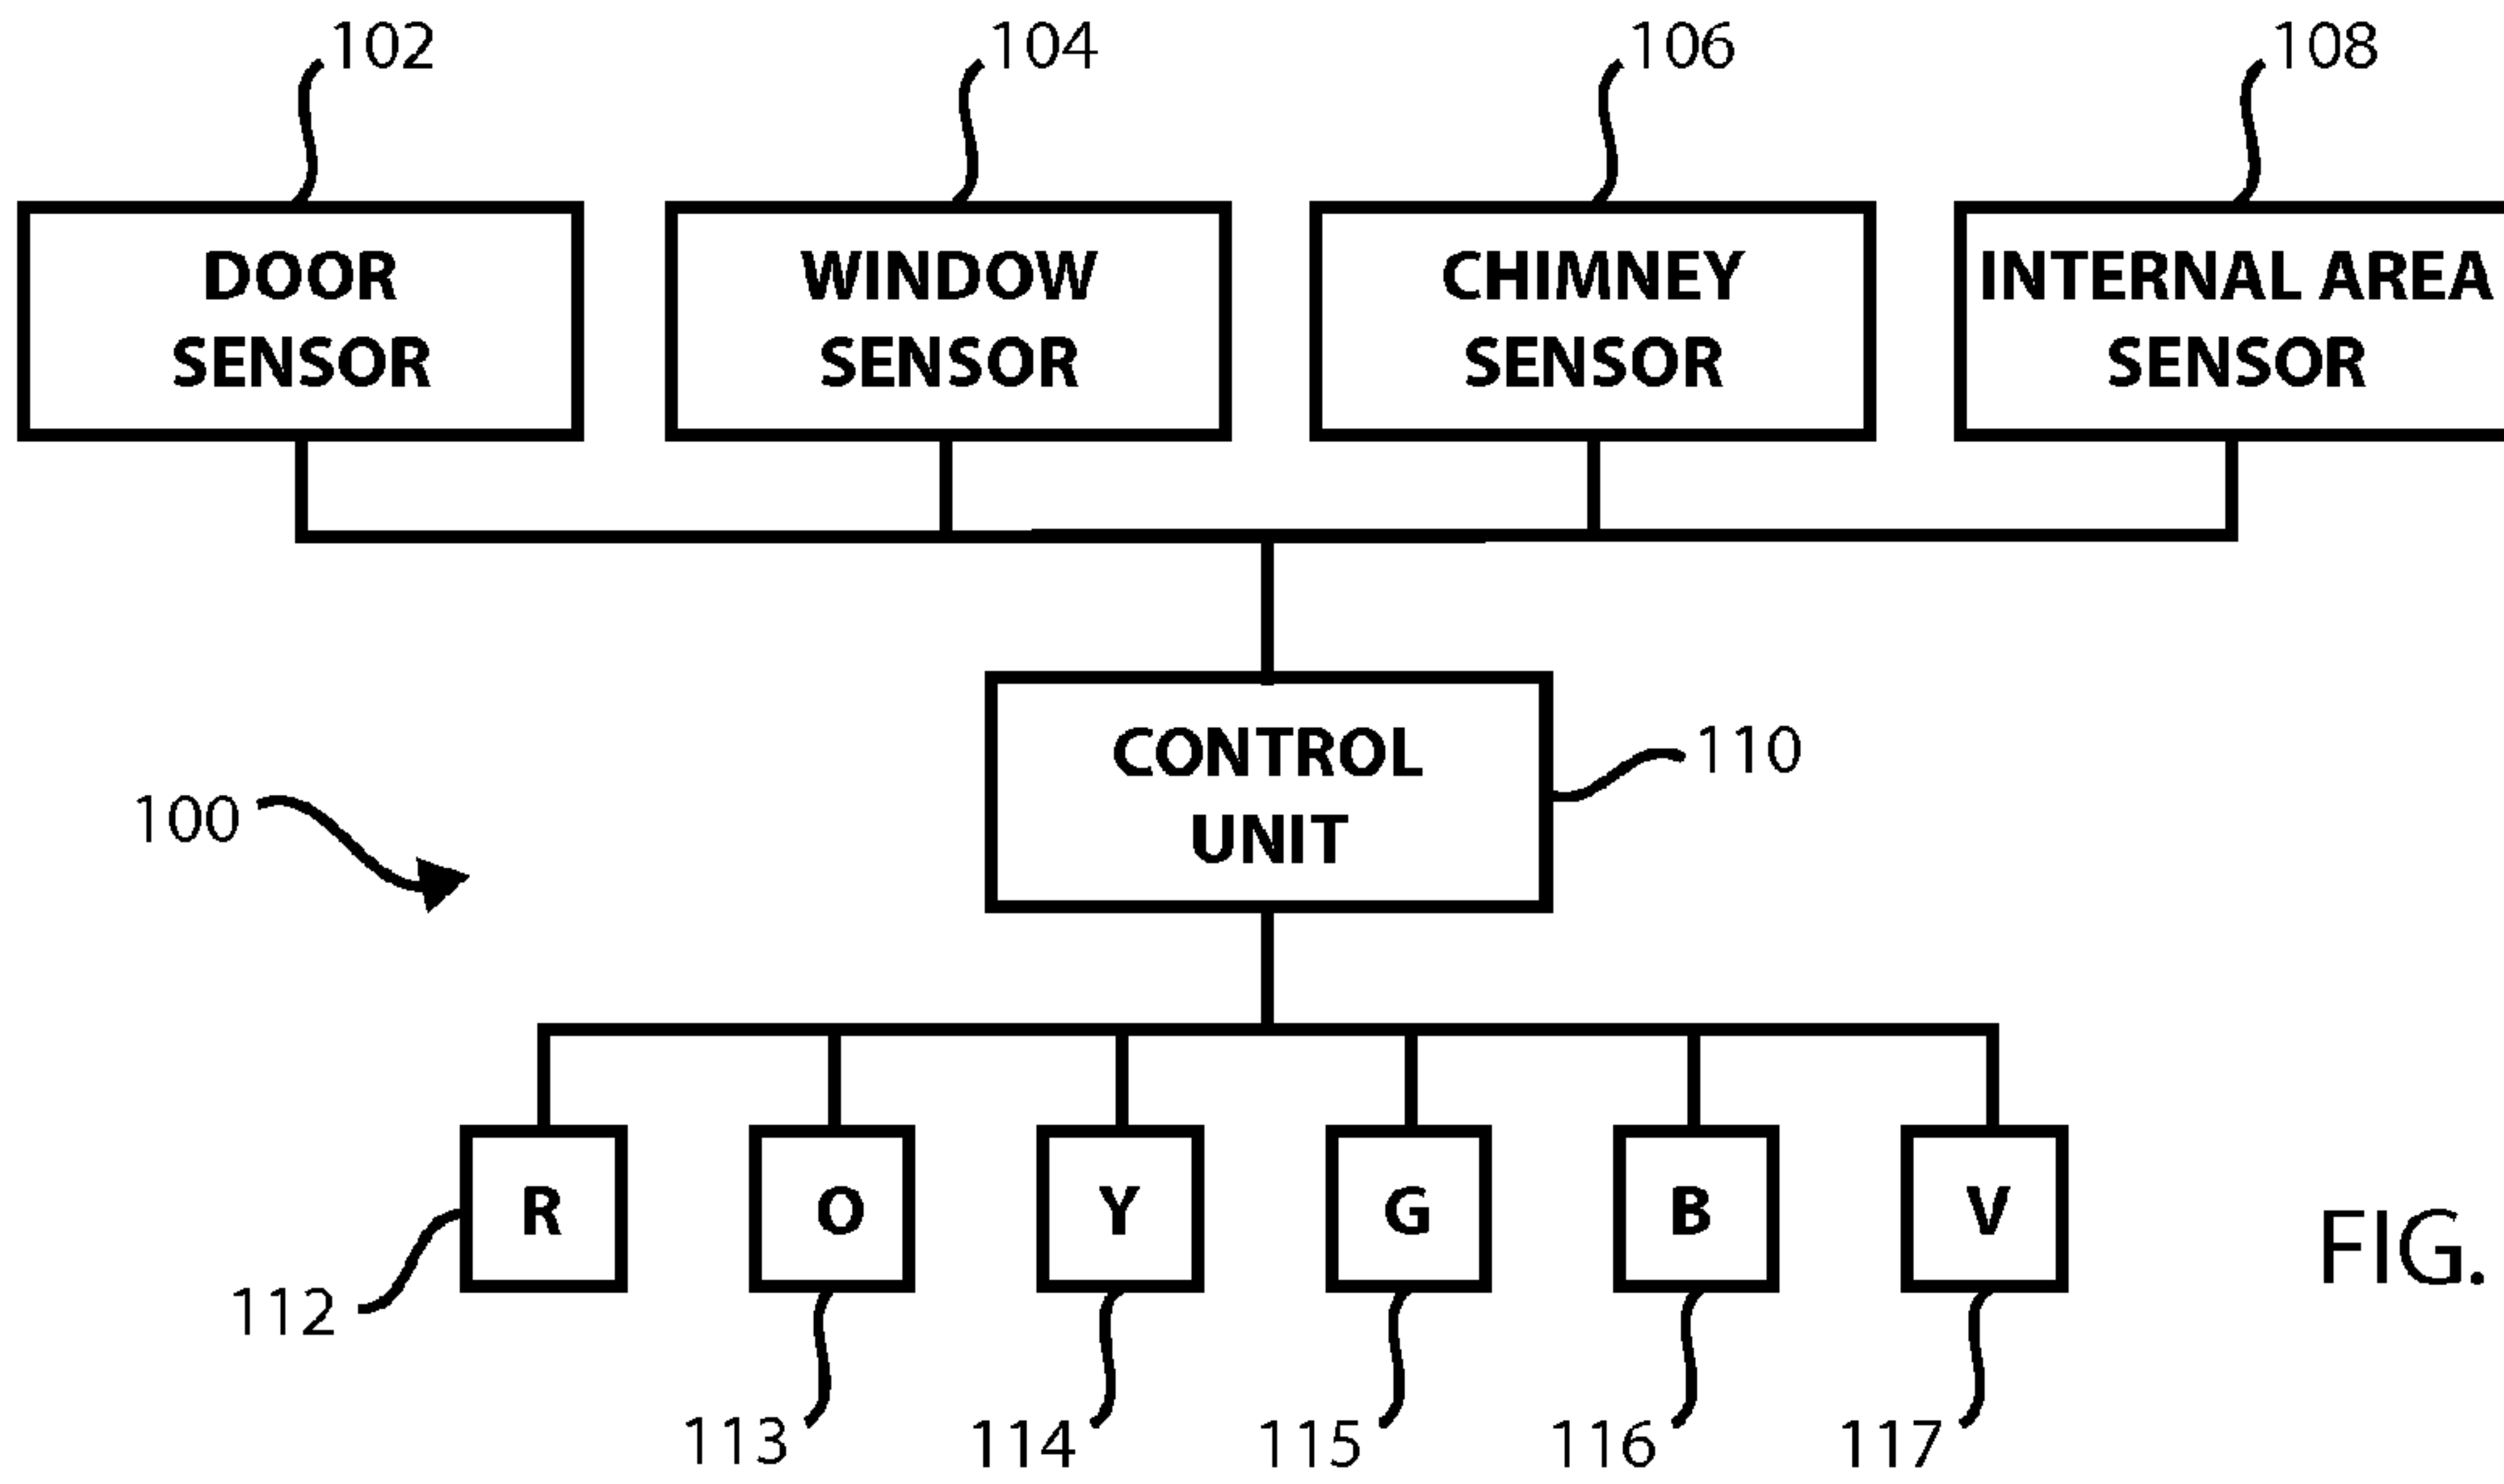 102 104 106 108
DOOR SENSOR
WINDOW SENSOR
CHIMNEY SENSOR
INTERNAL AREA SENSOR
CONTROL
UNIT
110
100
R O Y G B V
112
113 114 115 116 117
FIG.